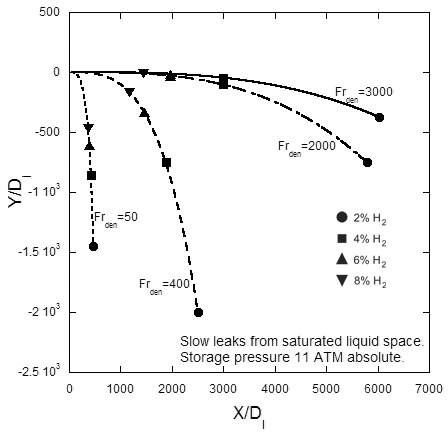 500
0
-500
-1 10³
-1.5 10³
-2 10³
-2.5 10³
Y/D_l
Fr_den=3000
Fr_den=2000
Fr_den=50
Fr_den=400
2% H₂
4% H₂
6% H₂
8% H₂
Slow leaks from saturated liquid space.
Storage pressure 11 ATM absolute.
0 1000 2000 3000 4000 5000 6000 7000
X/D_l